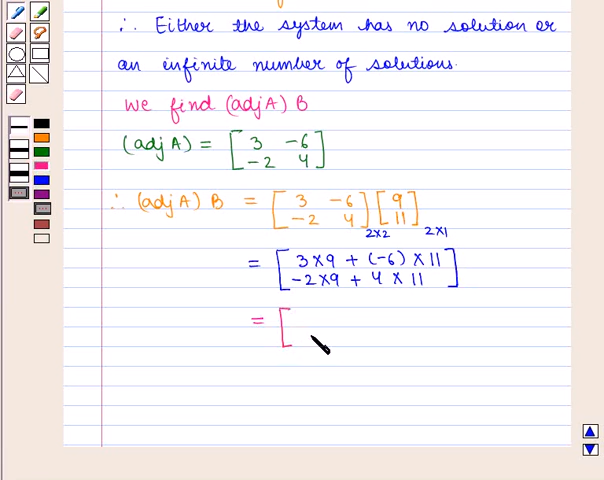 ∴ Either the system has no solution or
an infinite number of solutions.
we find (adj A) B
(adj A) = [ 3 -6
-2 4 ]
∴ (adj A) B = [ 3 -6
-2 4 ] 2×2 [ 9
11 ] 2×1
= [ 3×9 + (-6) × 11
-2×9 + 4 × 11 ]
= [